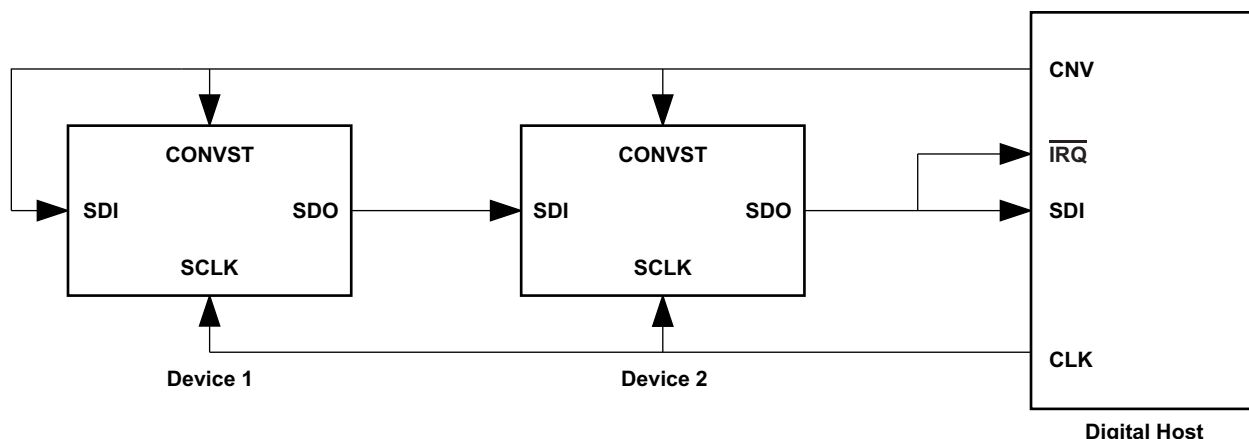 CNV
CONVST
CONVST
IRQ
SDI
SDO
SDI
SDO
SDI
SCLK
SCLK
CLK
Device 1
Device 2
Digital Host